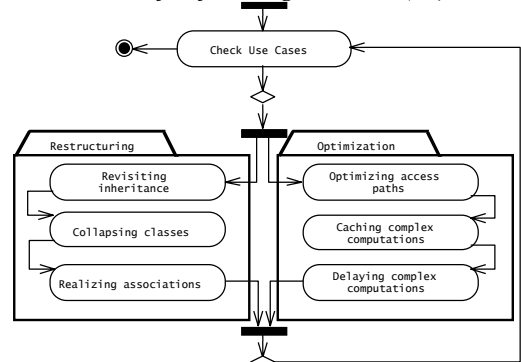 Check Use Cases
Restructuring
Optimization
Revisiting
inheritance
Optimizing access
paths
Collapsing classes
Caching complex
computations
Realizing associations
Delaying complex
computations